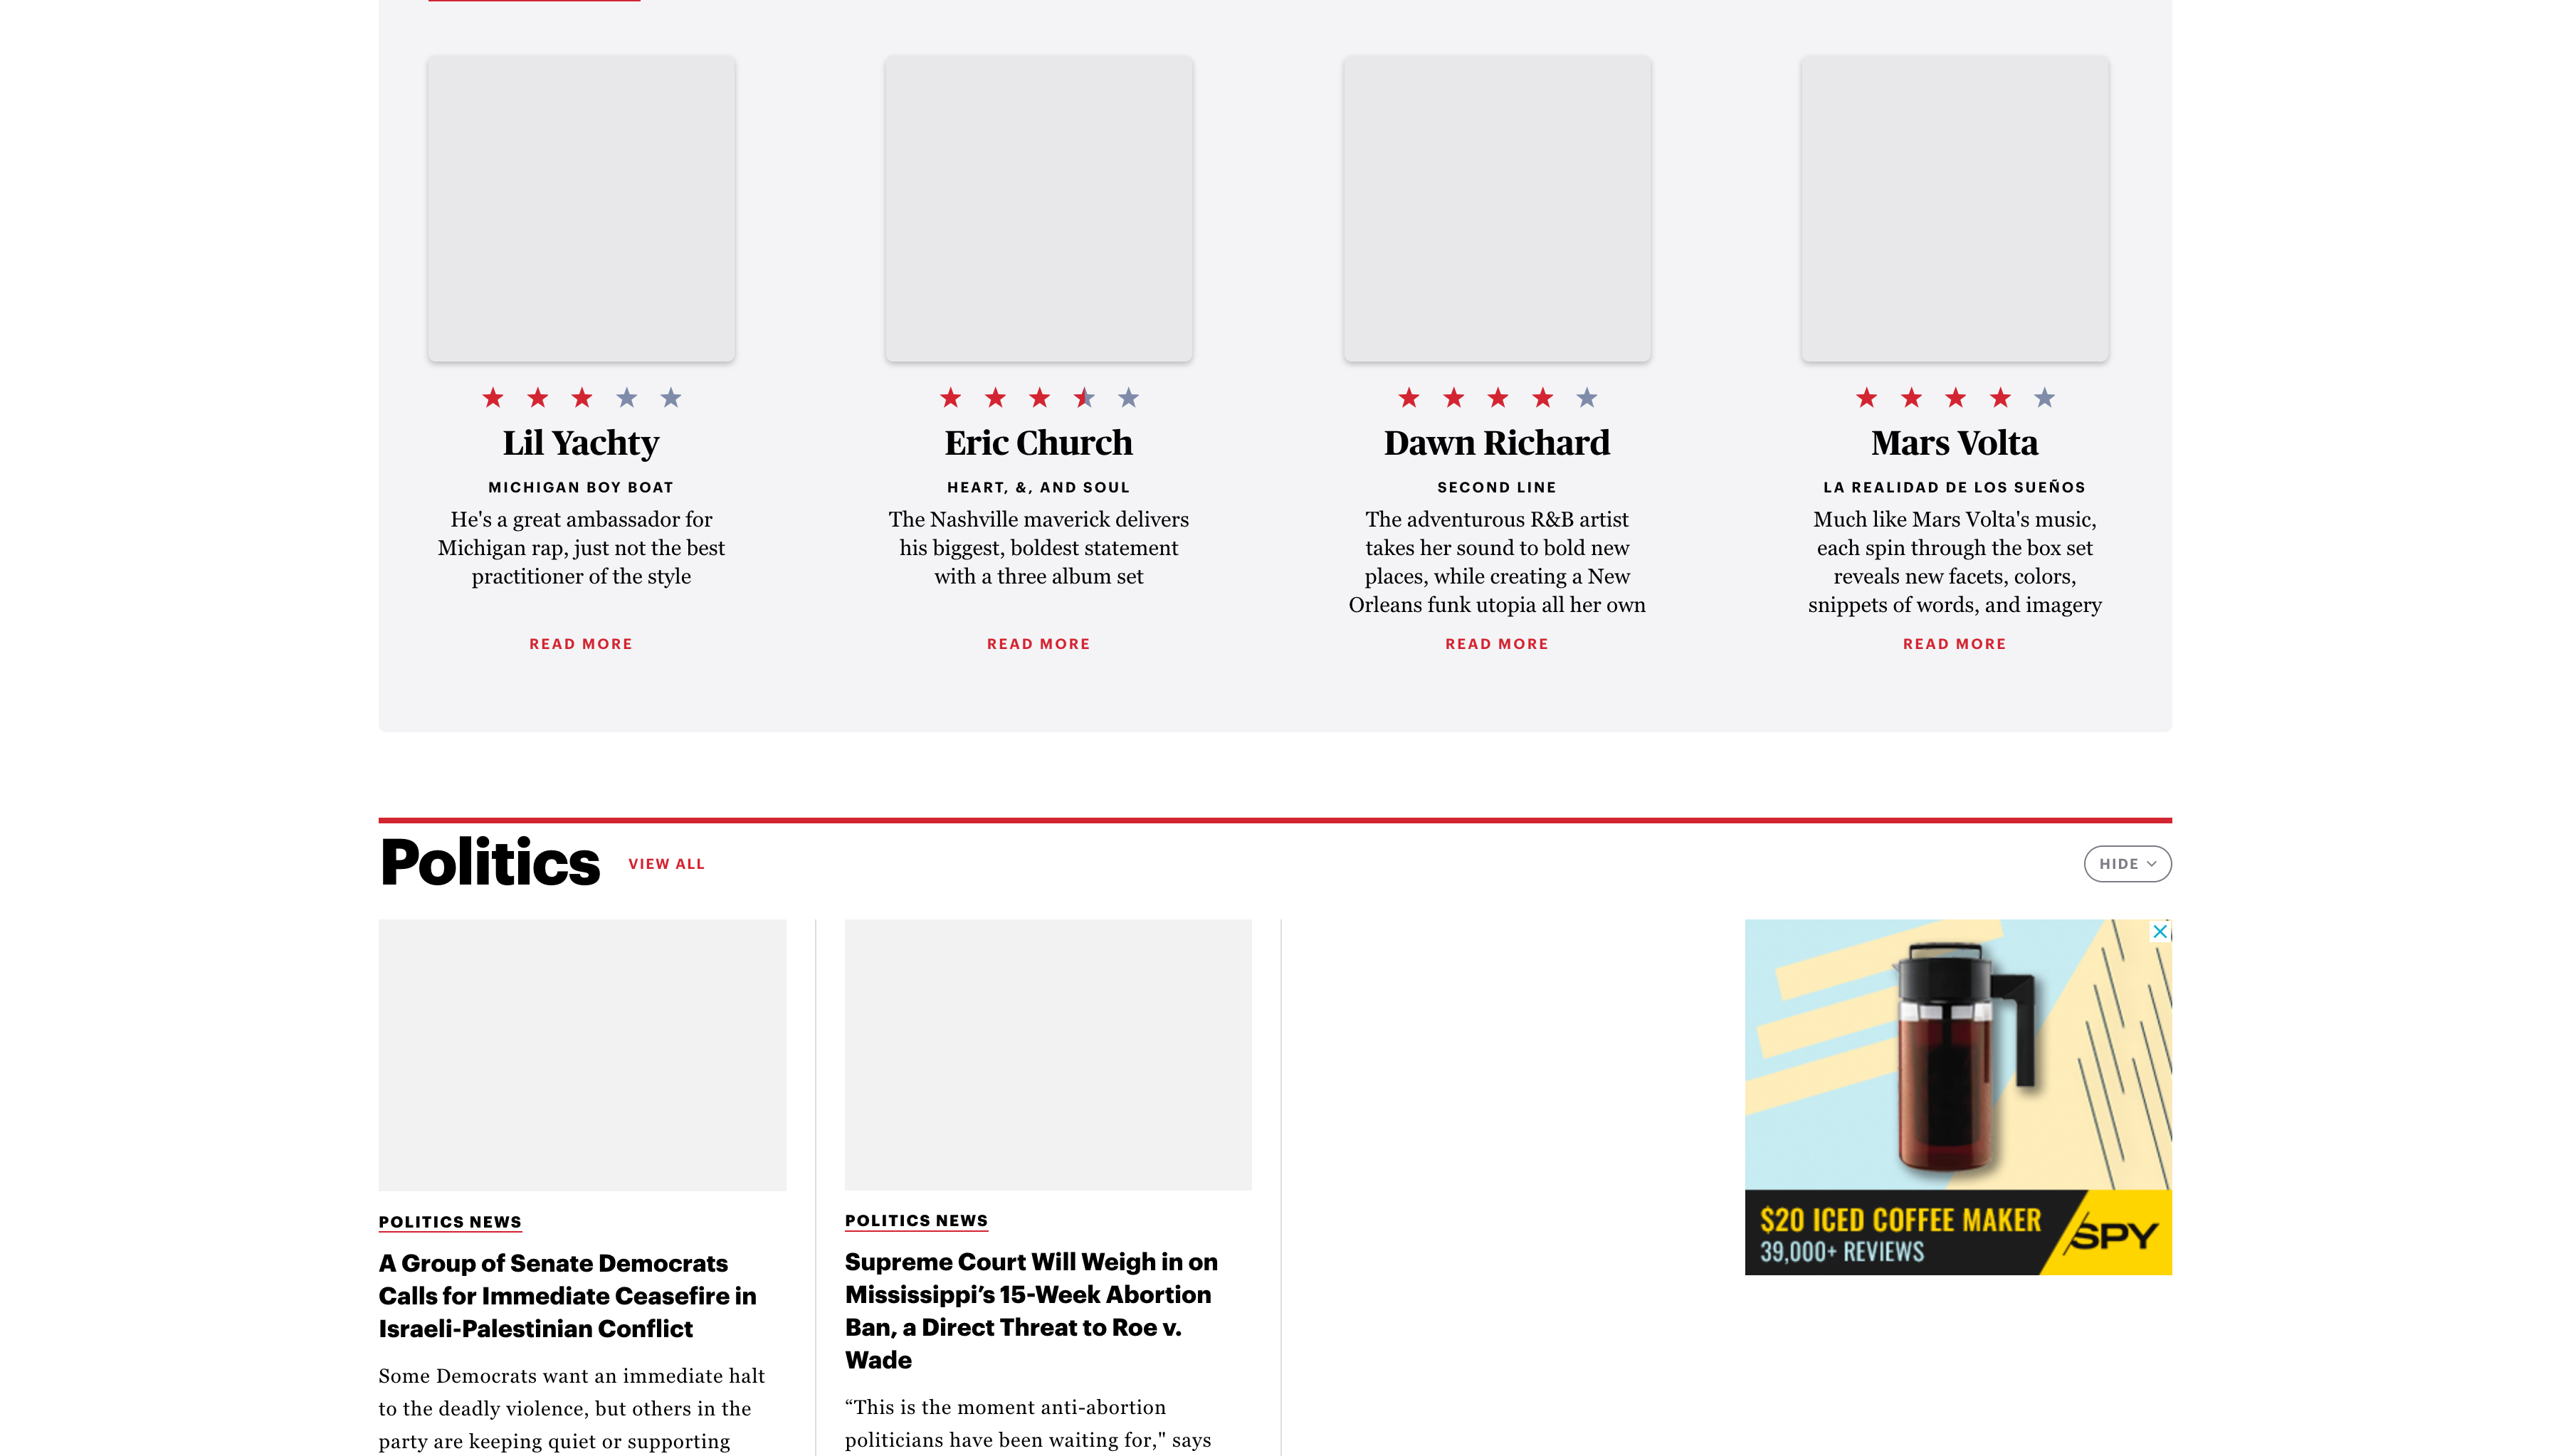 Lil Yachty
MICHIGAN BOY BOAT
He's a great ambassador for
Michigan rap, just not the best
practitioner of the style
READ MORE
Eric Church
HEART, &, AND SOUL
The Nashville maverick delivers
his biggest, boldest statement
with a three album set
READ MORE
Dawn Richard
SECOND LINE
The adventurous R&B artist
takes her sound to bold new
places, while creating a New
Orleans funk utopia all her own
READ MORE
Mars Volta
LA REALIDAD DE LOS SUEÑOS
Much like Mars Volta's music,
each spin through the box set
reveals new facets, colors,
snippets of words, and imagery
READ MORE
Politics
VIEW ALL
HIDE
POLITICS NEWS
A Group of Senate Democrats
Calls for Immediate Ceasefire in
Israeli-Palestinian Conflict
Some Democrats want an immediate halt
to the deadly violence, but others in the
party are keeping quiet or supporting
POLITICS NEWS
Supreme Court Will Weigh in on
Mississippi’s 15-Week Abortion
Ban, a Direct Threat to Roe v.
Wade
“This is the moment anti-abortion
politicians have been waiting for," says
$20 ICED COFFEE MAKER
39,000+ REVIEWS
SPY